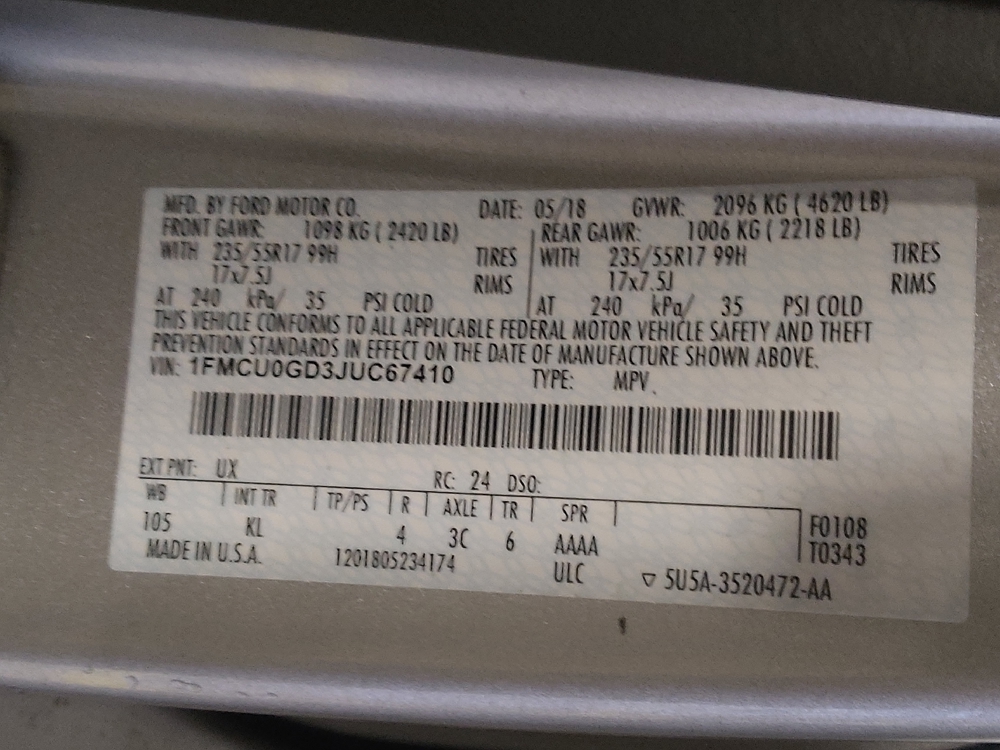 MFD. BY FORD MOTOR CO. DATE: 05/18 GVWR: 2096 KG ( 4620 LB)
FRONT GAWR: 1098 KG ( 2420 LB) REAR GAWR: 1006 KG ( 2218 LB)
WITH 235/55R17 99H TIRES WITH 235/55R17 99H TIRES
17x7.5J RIMS 17x7.5J RIMS
AT 240 kPa/ 35 PSI COLD AT 240 kPa/ 35 PSI COLD
THIS VEHICLE CONFORMS TO ALL APPLICABLE FEDERAL MOTOR VEHICLE SAFETY AND THEFT
PREVENTION STANDARDS IN EFFECT ON THE DATE OF MANUFACTURE SHOWN ABOVE.
VIN: 1FMCU0GD3JUC67410 TYPE: MPV
EXT PNT: UX RC: 24 DSO:
WB INT TR TP/PS R AXLE TR SPR
105 KL 4 3C 6 AAAA F0108
T0343
MADE IN U.S.A. 1201805234174 ULC ▽ 5U5A-3520472-AA